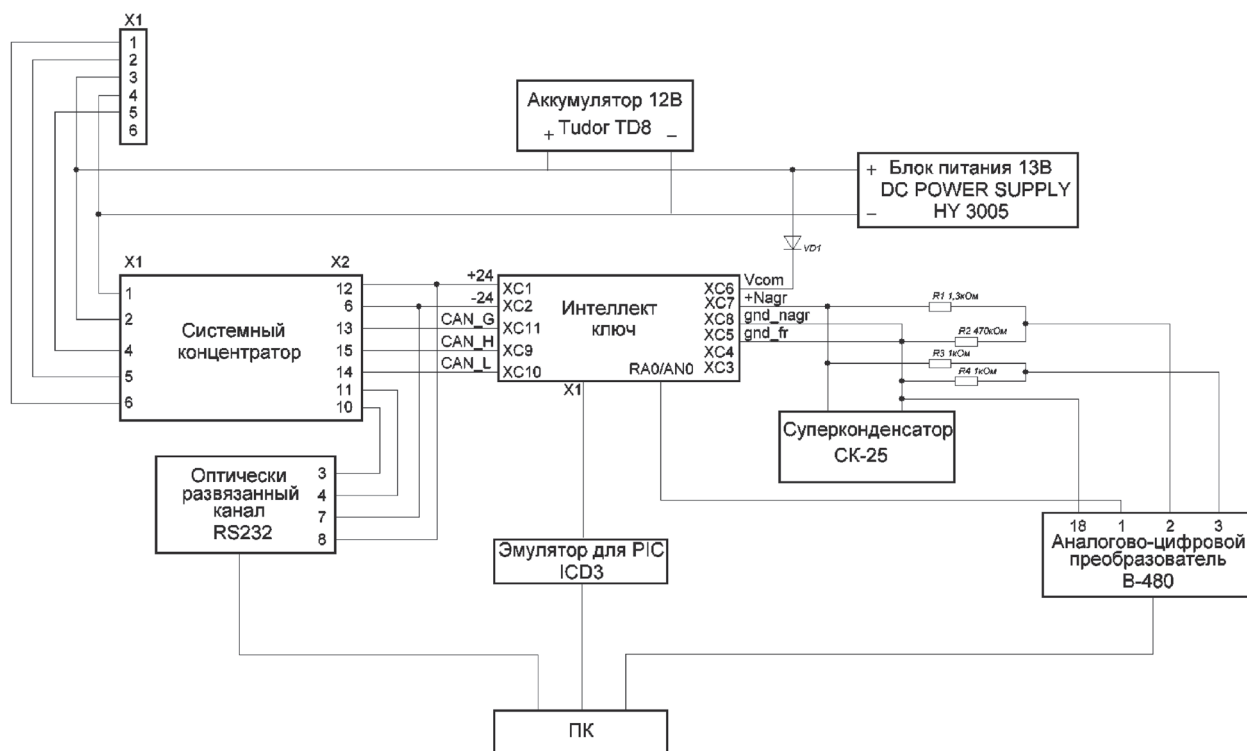 X1
1
2
3
4
5
6
Аккумулятор 12В
Tudor TD8
+ −
+ Блок питания 13В
DC POWER SUPPLY
− HY 3005
VD1
X1 X2
1
2
4
5
6
Системный
концентратор
12
6
13
15
14
11
10
+24
-24
CAN_G
CAN_H
CAN_L
XC1
XC2
XC11
XC9
XC10
Интеллект
ключ
XC6
XC7
XC8
XC5
XC4
XC3
RA0/AN0
X1
Vcom
+Nagr
gnd_nagr
gnd_fr
R1 1,3кОм
R2 470кОм
R3 1кОм
R4 1кОм
Суперконденсатор
СК-25
Оптически
развязанный
канал
RS232
3
4
7
8
Эмулятор для PIC
ICD3
18 1 2 3
Аналогово-цифровой
преобразователь
В-480
ПК